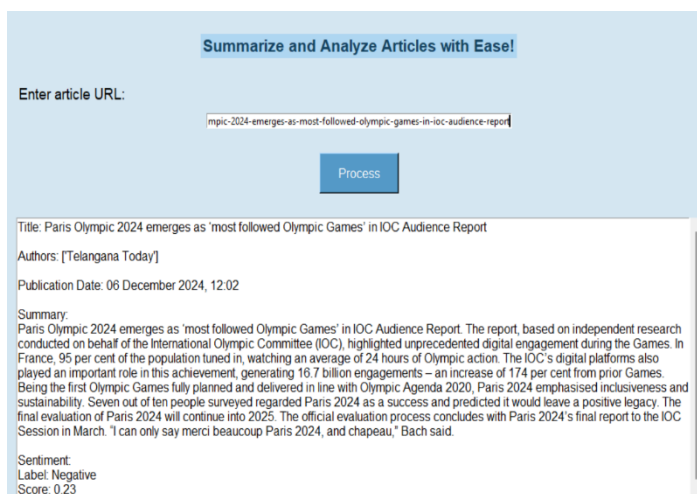 Summarize and Analyze Articles with Ease!
Enter article URL:
mpic-2024-emerges-as-most-followed-olympic-games-in-ioc-audience-report
Process
Title: Paris Olympic 2024 emerges as 'most followed Olympic Games' in IOC Audience Report
Authors: ['Telangana Today']
Publication Date: 06 December 2024, 12:02
Summary:
Paris Olympic 2024 emerges as 'most followed Olympic Games' in IOC Audience Report. The report, based on independent research
conducted on behalf of the International Olympic Committee (IOC), highlighted unprecedented digital engagement during the Games. In
France, 95 per cent of the population tuned in, watching an average of 24 hours of Olympic action. The IOC's digital platforms also
played an important role in this achievement, generating 16.7 billion engagements – an increase of 174 per cent from prior Games.
Being the first Olympic Games fully planned and delivered in line with Olympic Agenda 2020, Paris 2024 emphasised inclusiveness and
sustainability. Seven out of ten people surveyed regarded Paris 2024 as a success and predicted it would leave a positive legacy. The
final evaluation of Paris 2024 will continue into 2025. The official evaluation process concludes with Paris 2024's final report to the IOC
Session in March. "I can only say merci beaucoup Paris 2024, and chapeau," Bach said.
Sentiment:
Label: Negative
Score: 0.23